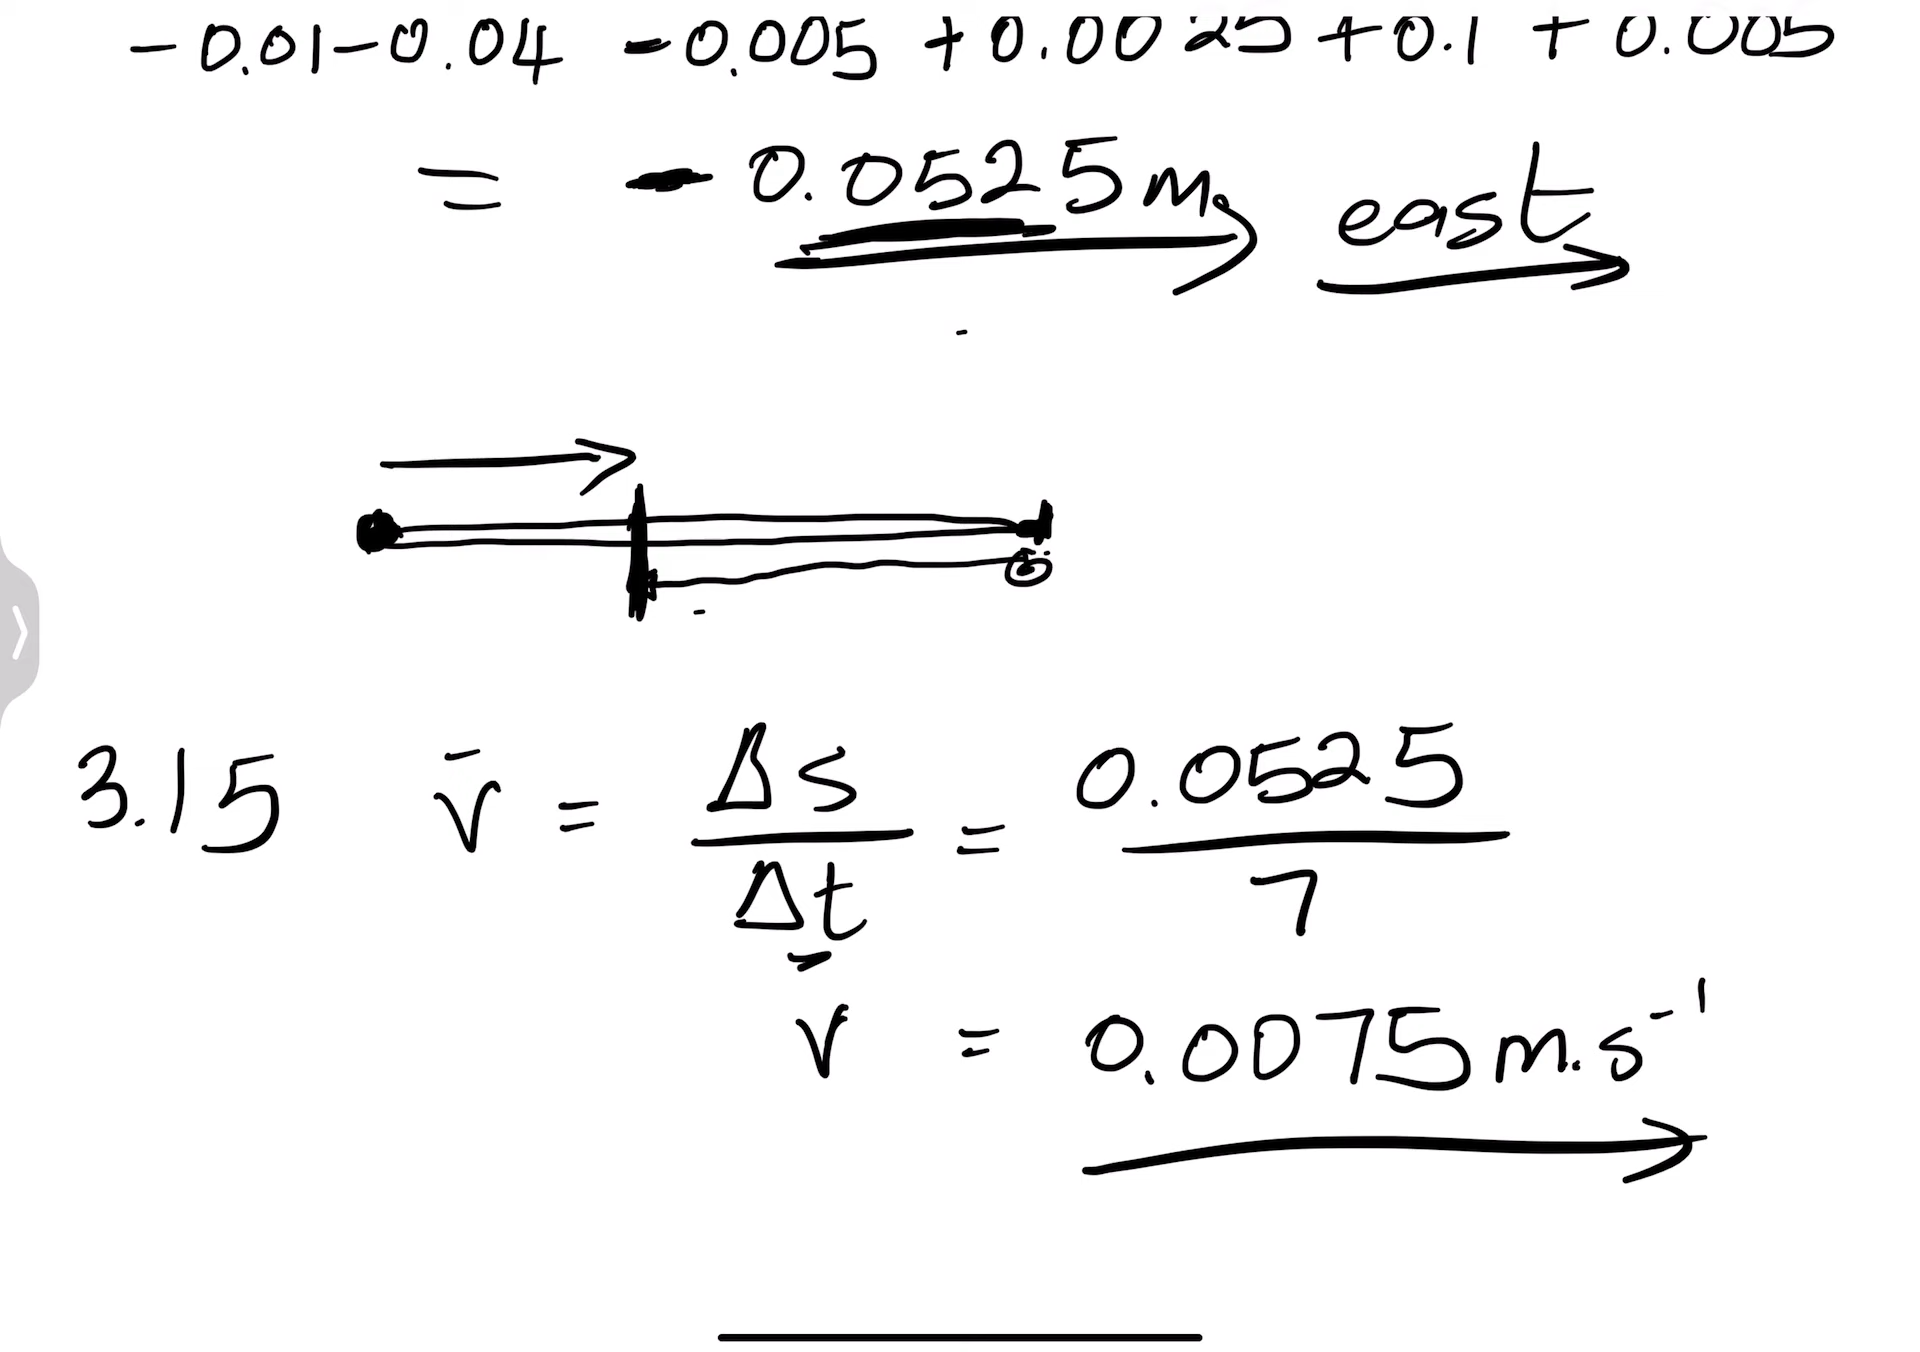 -0.01-0.04 -0.005 +0.0025 +0.1 +0.005
= -0.0525m, east
3.15 v̄ = Δs/Δt = 0.0525/7
v = 0.0075 m.s⁻¹